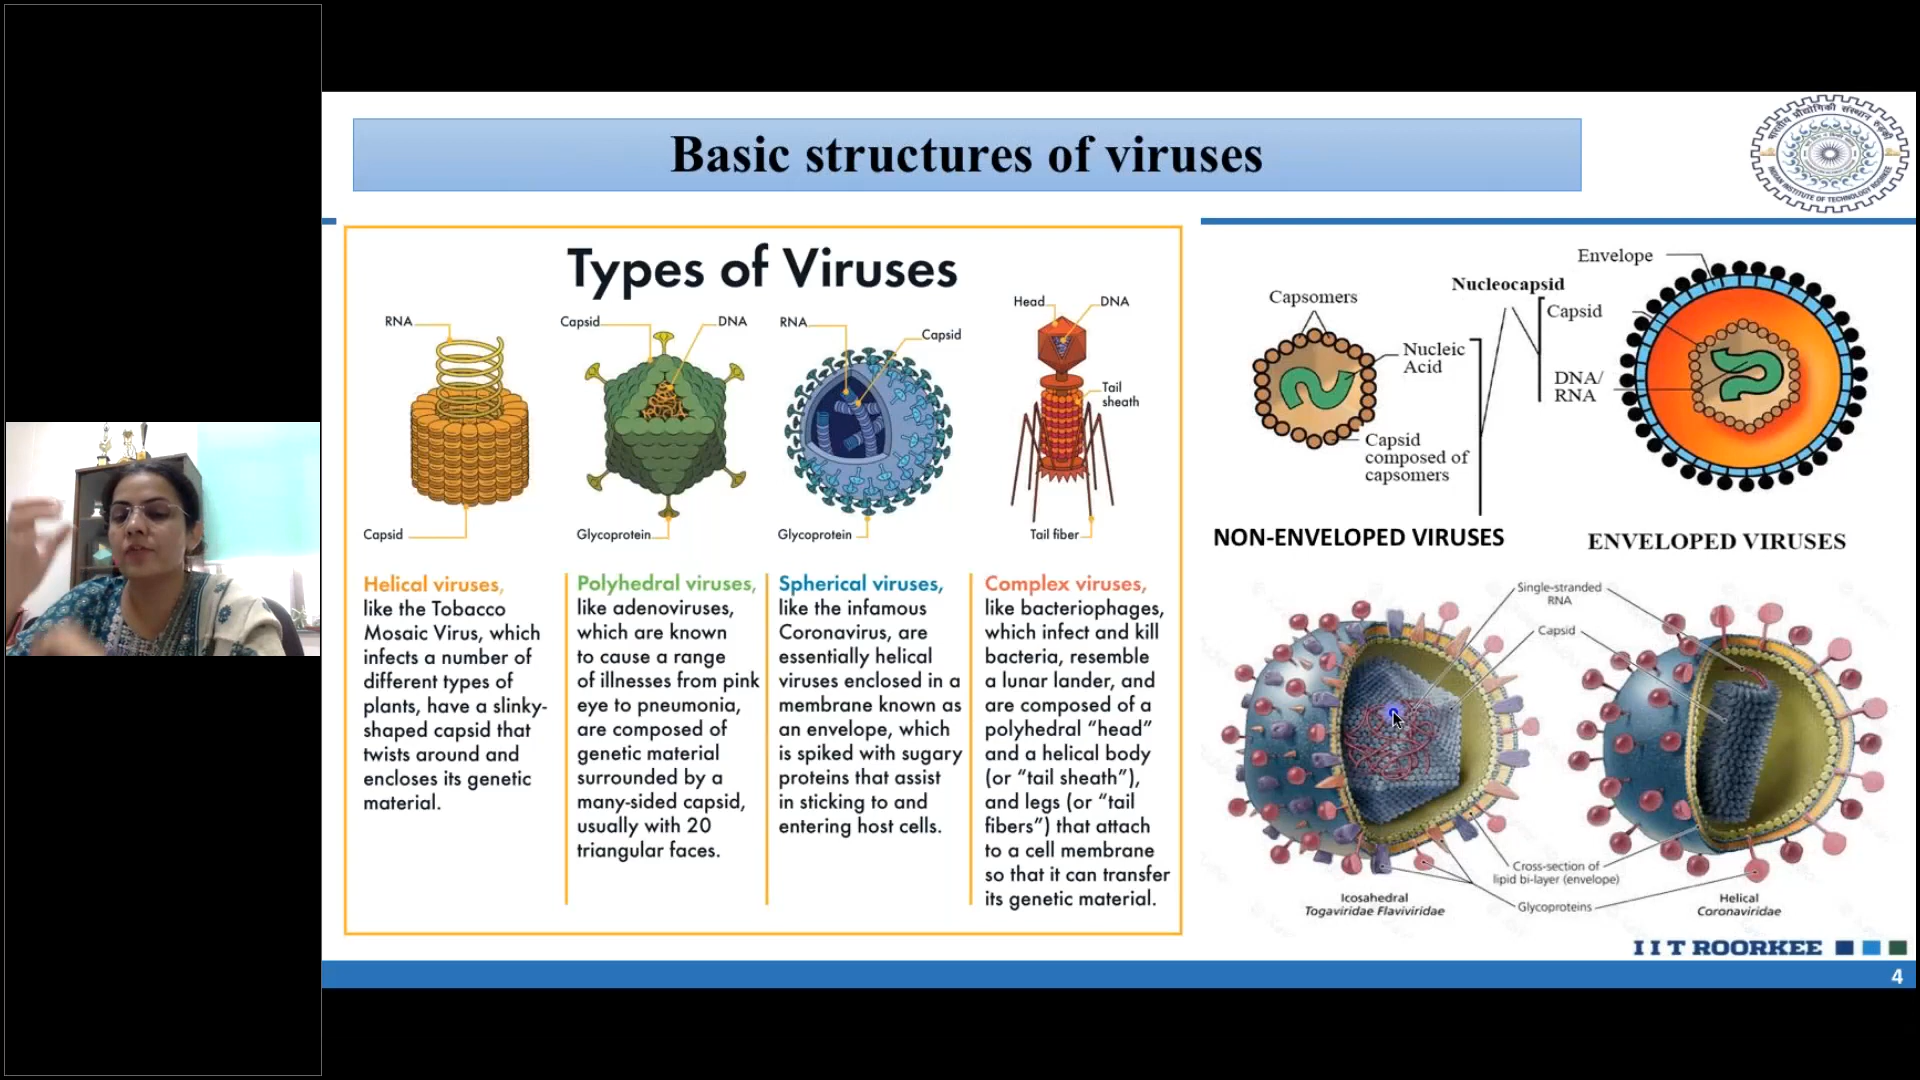 Basic structures of viruses
भारतीय प्रौद्योगिकी संस्थान रुड़की
INDIAN INSTITUTE OF TECHNOLOGY ROORKEE
Types of Viruses
RNA
Capsid
Capsid
DNA
Glycoprotein
RNA
Capsid
Glycoprotein
Head
DNA
Tail
sheath
Tail fiber
Helical viruses,
like the Tobacco
Mosaic Virus, which
infects a number of
different types of
plants, have a slinky-
shaped capsid that
twists around and
encloses its genetic
material.
Polyhedral viruses,
like adenoviruses,
which are known
to cause a range
of illnesses from pink
eye to pneumonia,
are composed of
genetic material
surrounded by a
many-sided capsid,
usually with 20
triangular faces.
Spherical viruses,
like the infamous
Coronavirus, are
essentially helical
viruses enclosed in a
membrane known as
an envelope, which
is spiked with sugary
proteins that assist
in sticking to and
entering host cells.
Complex viruses,
like bacteriophages,
which infect and kill
bacteria, resemble
a lunar lander, and
are composed of a
polyhedral “head”
and a helical body
(or “tail sheath”),
and legs (or “tail
fibers”) that attach
to a cell membrane
so that it can transfer
its genetic material.
Capsomers
Nucleic
Acid
Capsid
composed of
capsomers
Nucleocapsid
Envelope
Capsid
DNA/
RNA
NON-ENVELOPED VIRUSES
ENVELOPED VIRUSES
Single-stranded
RNA
Capsid
Cross-section of
lipid bi-layer (envelope)
Glycoproteins
Icosahedral
Togaviridae Flaviviridae
Helical
Coronaviridae
IIT ROORKEE
4